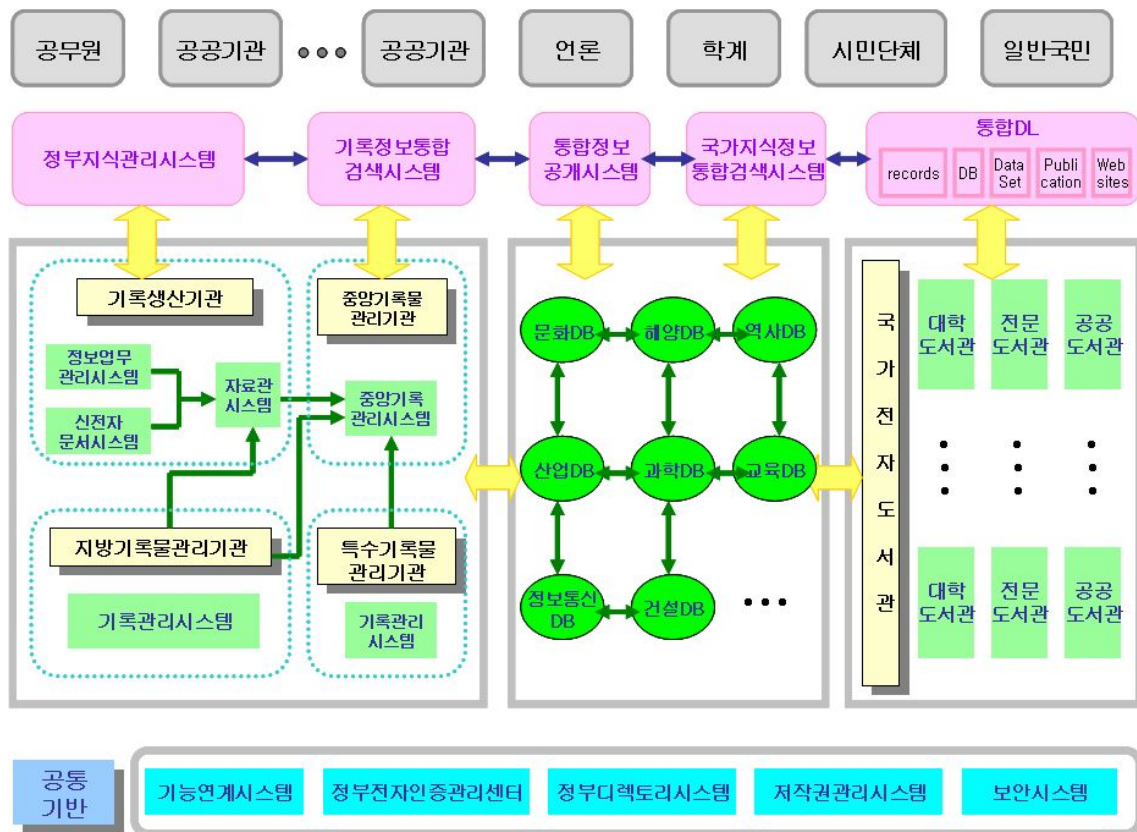 공무원
공공기관
공공기관
언론
학계
시민단체
일반국민
정부지식관리시스템
기록정보통합
검색시스템
통합정보
공개시스템
국가지식정보
통합검색시스템
통합DL
records
DB
Data
Set
Publi
cation
Web
sites
기록생산기관
정보업무
관리시스템
신전자
문서시스템
자료관
시스템
중앙기록물
관리기관
중앙기록
관리시스템
지방기록물관리기관
기록관리시스템
특수기록물
관리기관
기록관리
시스템
문화DB
해양DB
역사DB
산업DB
과학DB
교육DB
정보통신
DB
건설DB
국
가
전
자
도
서
관
대학
도서관
전문
도서관
공공
도서관
대학
도서관
전문
도서관
공공
도서관
공통
기반
기능연계시스템
정부전자인증관리센터
정부디렉토리시스템
저작권관리시스템
보안시스템